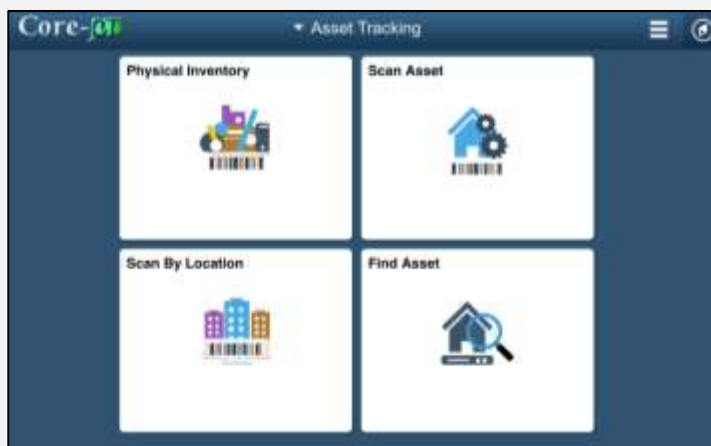 Core-
Asset Tracking
Physical Inventory
Scan Asset
Scan By Location
Find Asset